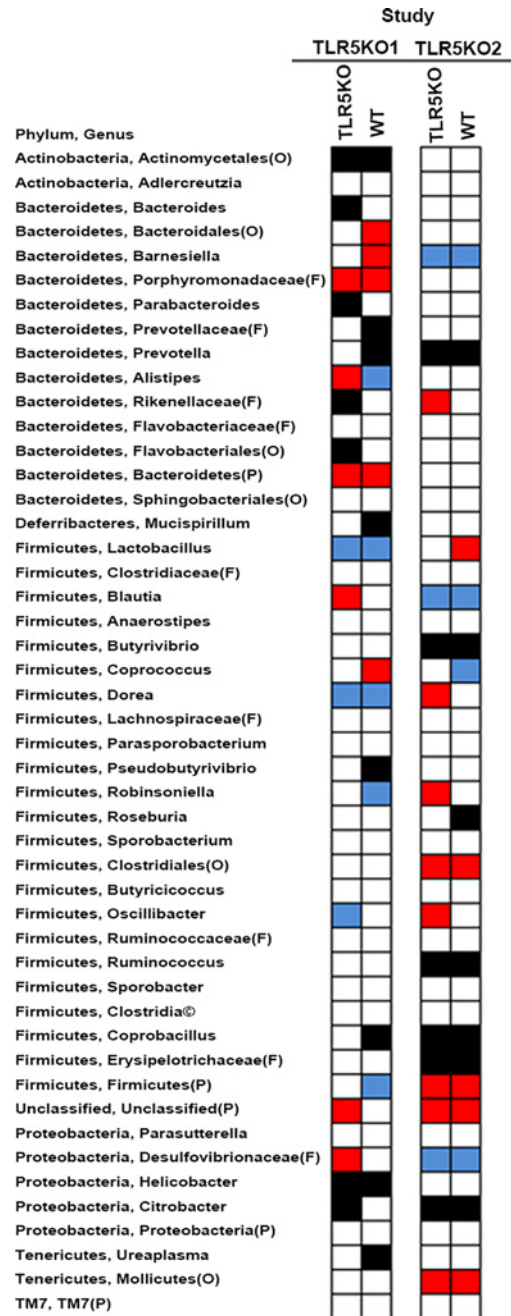 Study
TLR5KO1 TLR5KO2
TLR5KO WT TLR5KO WT
Phylum, Genus
Actinobacteria, Actinomycetales(O)
Actinobacteria, Adlercreutzia
Bacteroidetes, Bacteroides
Bacteroidetes, Bacteroidales(O)
Bacteroidetes, Barnesiella
Bacteroidetes, Porphyromonadaceae(F)
Bacteroidetes, Parabacteroides
Bacteroidetes, Prevotellaceae(F)
Bacteroidetes, Prevotella
Bacteroidetes, Alistipes
Bacteroidetes, Rikenellaceae(F)
Bacteroidetes, Flavobacteriaceae(F)
Bacteroidetes, Flavobacteriales(O)
Bacteroidetes, Bacteroidetes(P)
Bacteroidetes, Sphingobacteriales(O)
Deferribacteres, Mucispirillum
Firmicutes, Lactobacillus
Firmicutes, Clostridiaceae(F)
Firmicutes, Blautia
Firmicutes, Anaerostipes
Firmicutes, Butyrivibrio
Firmicutes, Coprococcus
Firmicutes, Dorea
Firmicutes, Lachnospiraceae(F)
Firmicutes, Parasporobacterium
Firmicutes, Pseudobutyrivibrio
Firmicutes, Robinsoniella
Firmicutes, Roseburia
Firmicutes, Sporobacterium
Firmicutes, Clostridiales(O)
Firmicutes, Butyricicoccus
Firmicutes, Oscillibacter
Firmicutes, Ruminococcaceae(F)
Firmicutes, Ruminococcus
Firmicutes, Sporobacter
Firmicutes, Clostridia©
Firmicutes, Coprobacillus
Firmicutes, Erysipelotrichaceae(F)
Firmicutes, Firmicutes(P)
Unclassified, Unclassified(P)
Proteobacteria, Parasutterella
Proteobacteria, Desulfovibrionaceae(F)
Proteobacteria, Helicobacter
Proteobacteria, Citrobacter
Proteobacteria, Proteobacteria(P)
Tenericutes, Ureaplasma
Tenericutes, Mollicutes(O)
TM7, TM7(P)